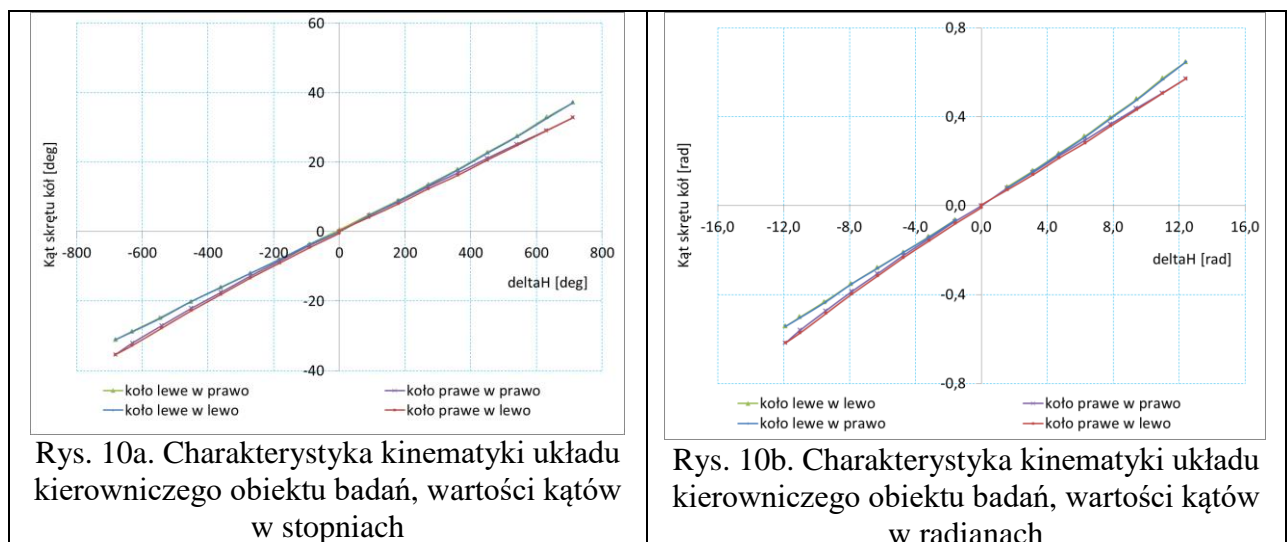 60
40
20
0
-20
-40
-800
-600
-400
-200
0
200
400
600
800
Kąt skrętu kół [deg]
deltaH [deg]
koło lewe w prawo
koło prawe w prawo
koło lewe w lewo
koło prawe w lewo
Rys. 10a. Charakterystyka kinematyki układu
kierowniczego obiektu badań, wartości kątów
w stopniach
0,8
0,4
0,0
-0,4
-0,8
-16,0
-12,0
-8,0
-4,0
0,0
4,0
8,0
12,0
16,0
Kąt skrętu kół [rad]
deltaH [rad]
koło lewe w lewo
koło prawe w prawo
koło lewe w prawo
koło prawe w lewo
Rys. 10b. Charakterystyka kinematyki układu
kierowniczego obiektu badań, wartości kątów
w radianach